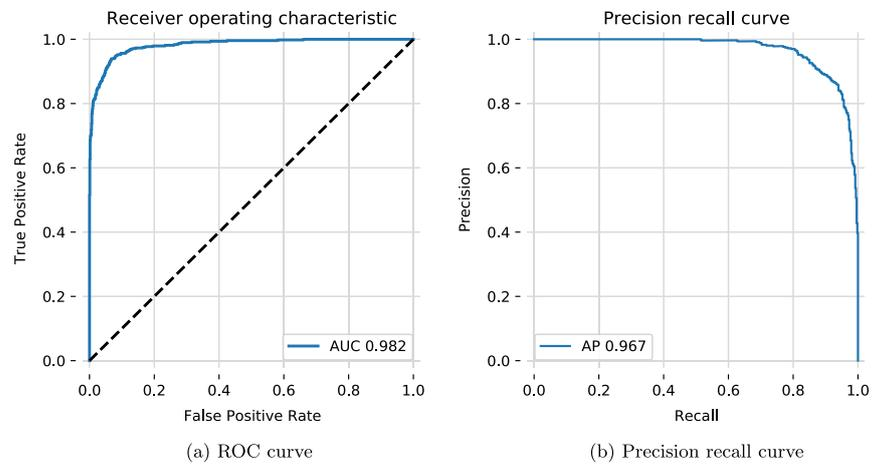 Receiver operating characteristic
1.0
0.8
0.6
0.4
0.2
0.0
True Positive Rate
AUC 0.982
0.0 0.2 0.4 0.6 0.8 1.0
False Positive Rate
(a) ROC curve
Precision recall curve
1.0
0.8
0.6
0.4
0.2
0.0
Precision
AP 0.967
0.0 0.2 0.4 0.6 0.8 1.0
Recall
(b) Precision recall curve